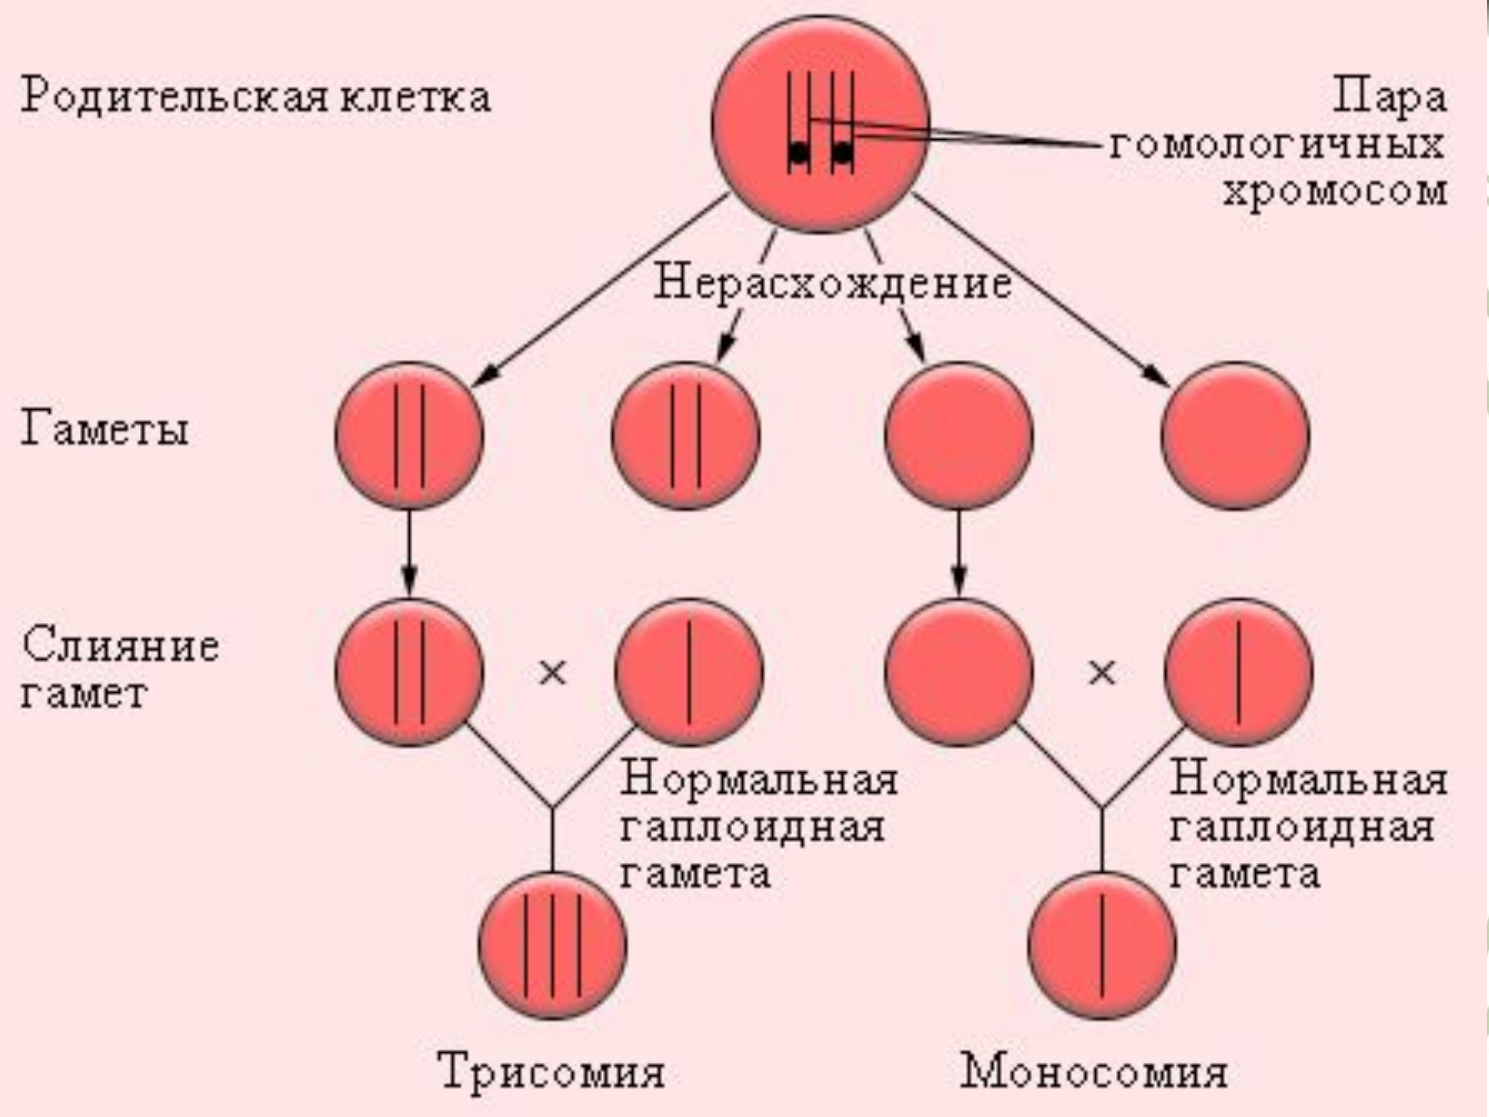 Родительская клетка
Пара
гомологичных
хромосом
Нерасхождение
Гаметы
Слияние
гамет
×
×
Нормальная
гаплоидная
гамета
Нормальная
гаплоидная
гамета
Трисомия
Моносомия